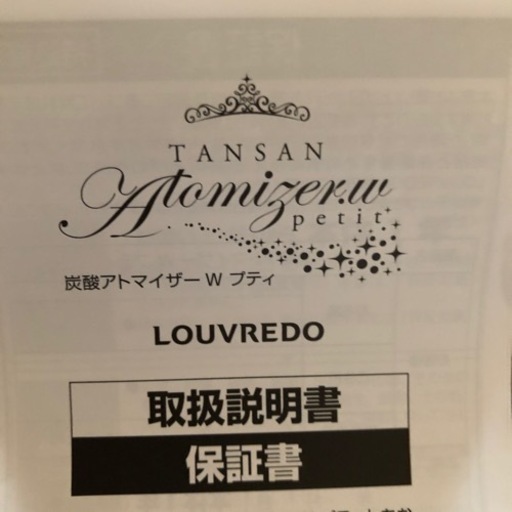 TANSAN
Atomizer.w
petit
炭酸アトマイザー W プティ
LOUVREDO
取扱説明書
保証書